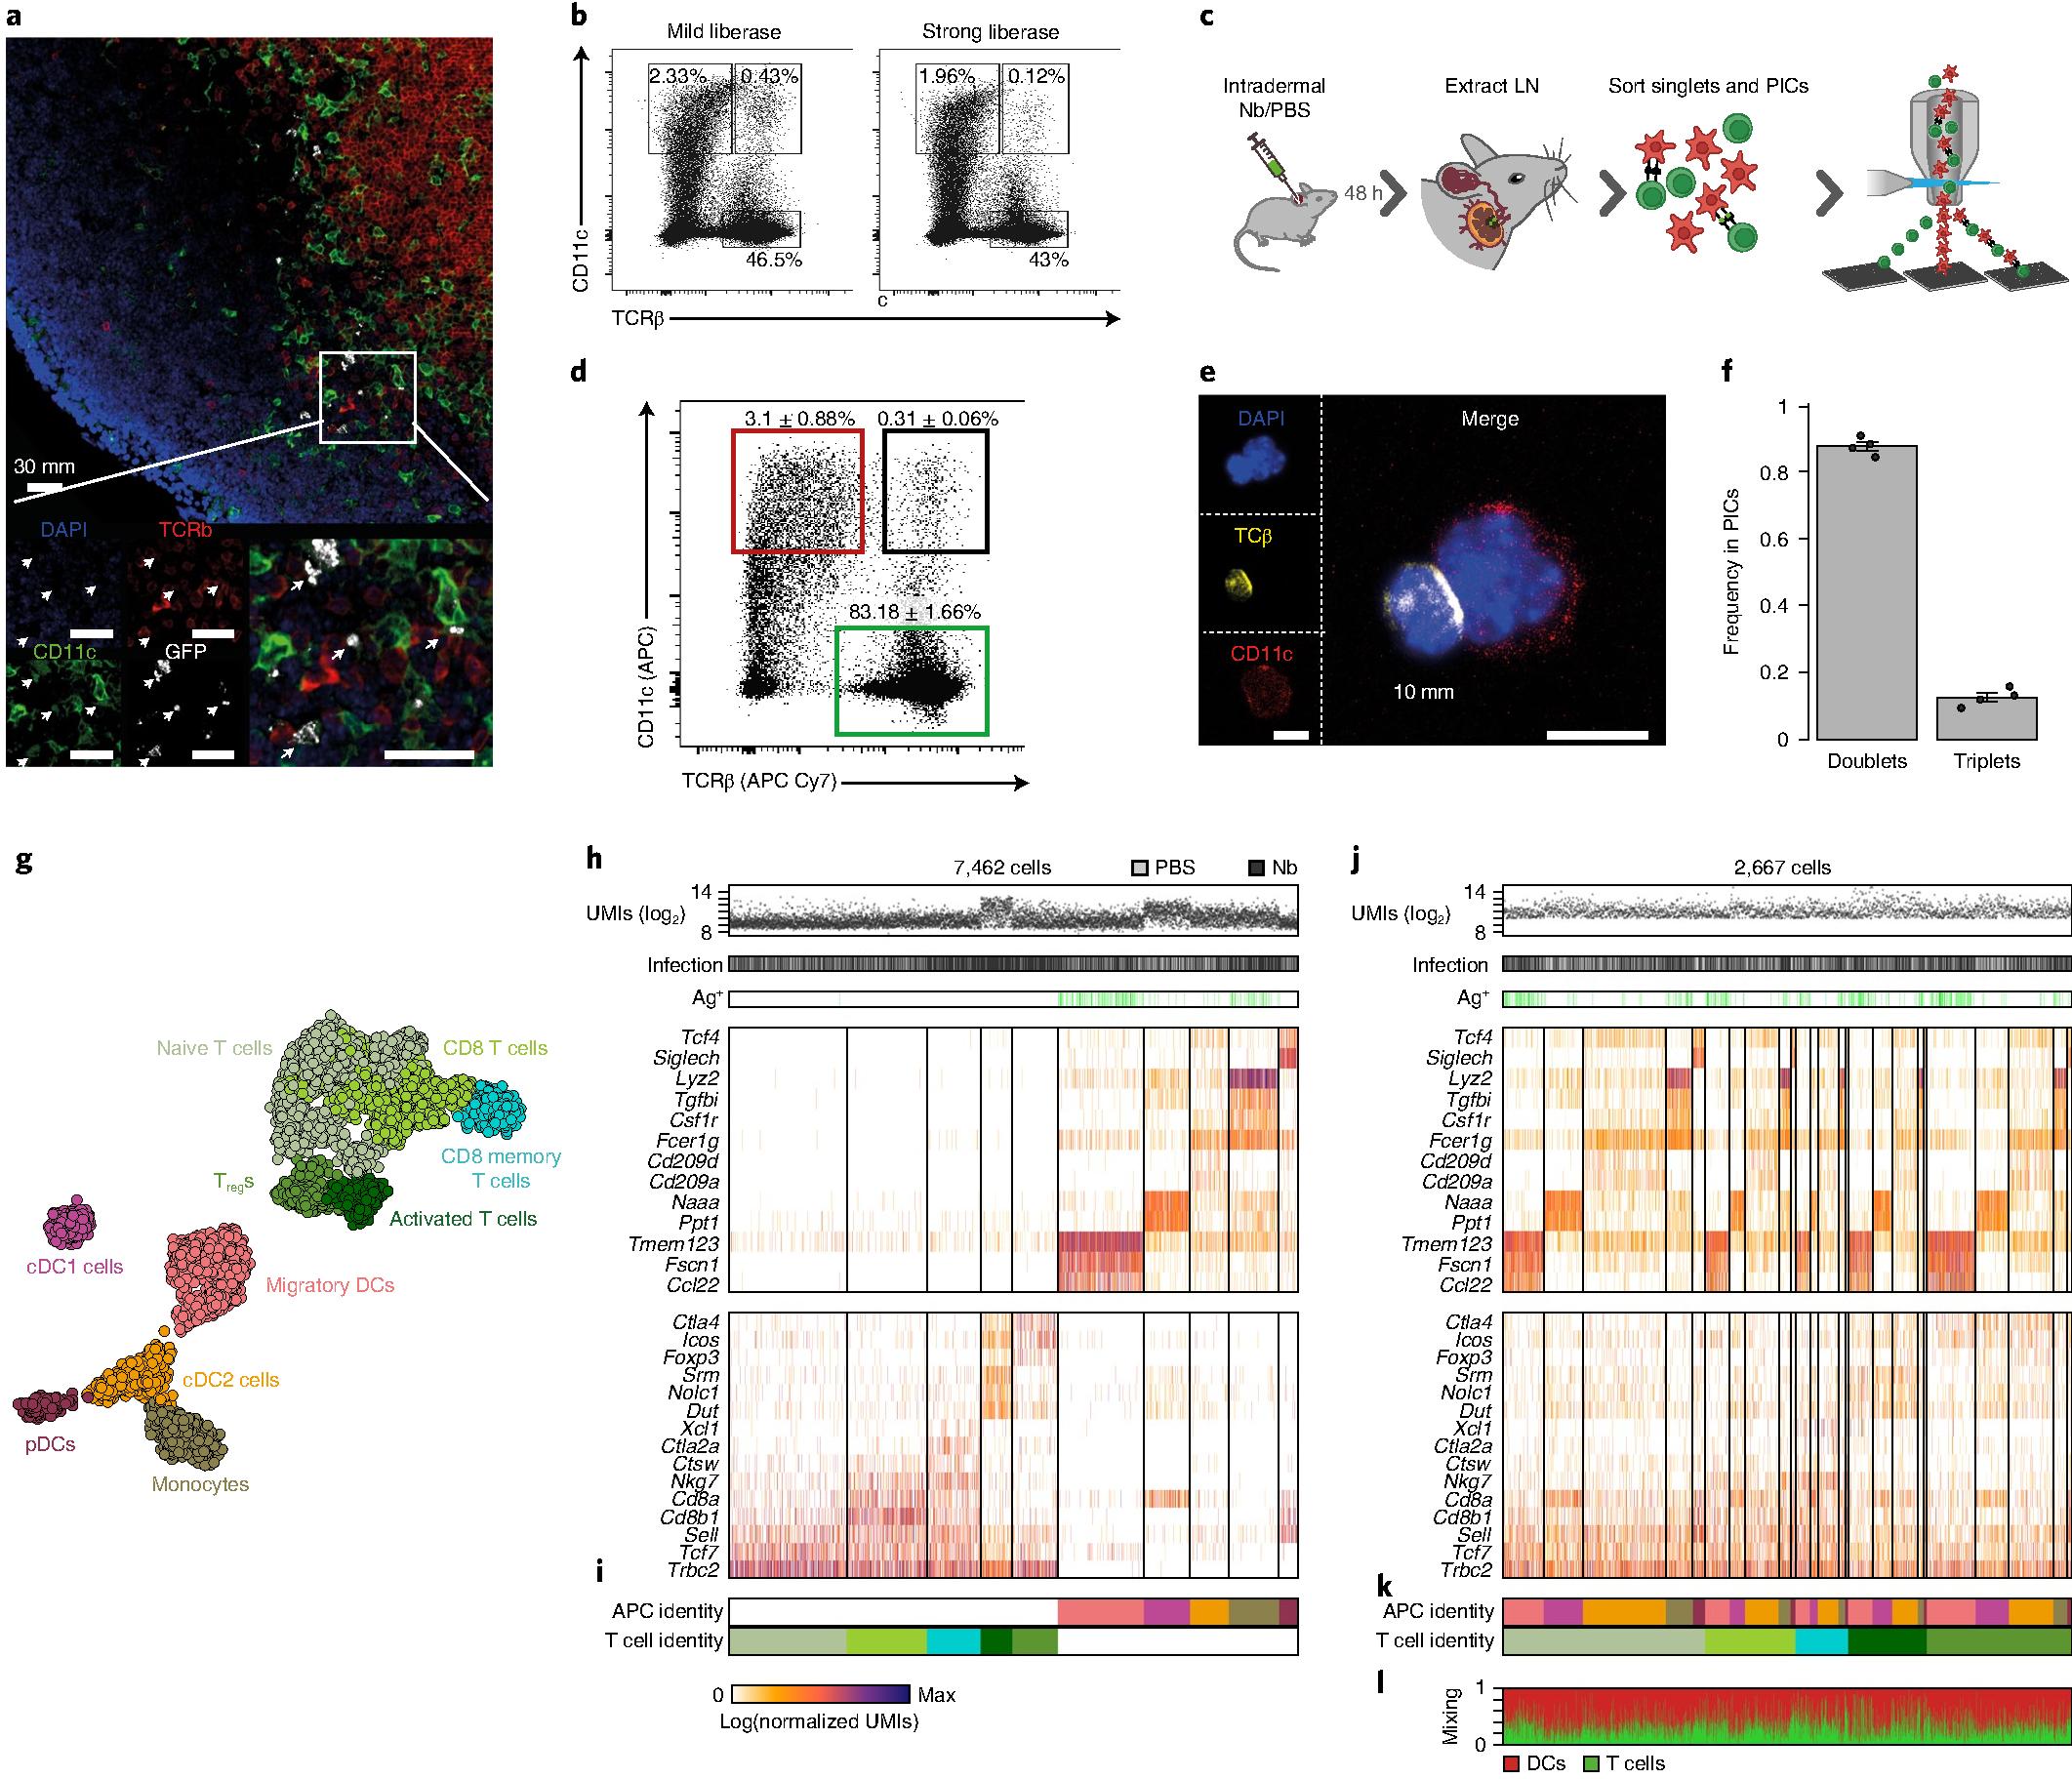 a
30 mm
DAPI
TCRb
CD11c
GFP
b
Mild liberase
Strong liberase
2.33%
0.43%
1.96%
0.12%
46.5%
43%
CD11c
c
TCRβ
c
Intradermal
Nb/PBS
48 h
Extract LN
Sort singlets and PICs
d
3.1 ± 0.88%
0.31 ± 0.06%
83.18 ± 1.66%
CD11c (APC)
TCRβ (APC Cy7)
e
DAPI
Merge
TCβ
CD11c
10 mm
f
Frequency in PICs
1
0.8
0.6
0.4
0.2
0
Doublets
Triplets
g
Naive T cells
CD8 T cells
CD8 memory
T cells
Tregs
Activated T cells
cDC1 cells
Migratory DCs
cDC2 cells
pDCs
Monocytes
h
7,462 cells
PBS
Nb
UMIs (log2)
14
8
Infection
Ag+
Tcf4
Siglech
Lyz2
Tgfbi
Csf1r
Fcer1g
Cd209d
Cd209a
Naaa
Ppt1
Tmem123
Fscn1
Ccl22
Ctla4
Icos
Foxp3
Srm
Nolc1
Dut
Xcl1
Ctla2a
Ctsw
Nkg7
Cd8a
Cd8b1
Sell
Tcf7
Trbc2
i
APC identity
T cell identity
0
Max
Log(normalized UMIs)
j
2,667 cells
UMIs (log2)
14
8
Infection
Ag+
Tcf4
Siglech
Lyz2
Tgfbi
Csf1r
Fcer1g
Cd209d
Cd209a
Naaa
Ppt1
Tmem123
Fscn1
Ccl22
Ctla4
Icos
Foxp3
Srm
Nolc1
Dut
Xcl1
Ctla2a
Ctsw
Nkg7
Cd8a
Cd8b1
Sell
Tcf7
Trbc2
k
APC identity
T cell identity
l
Mixing
1
0
DCs
T cells